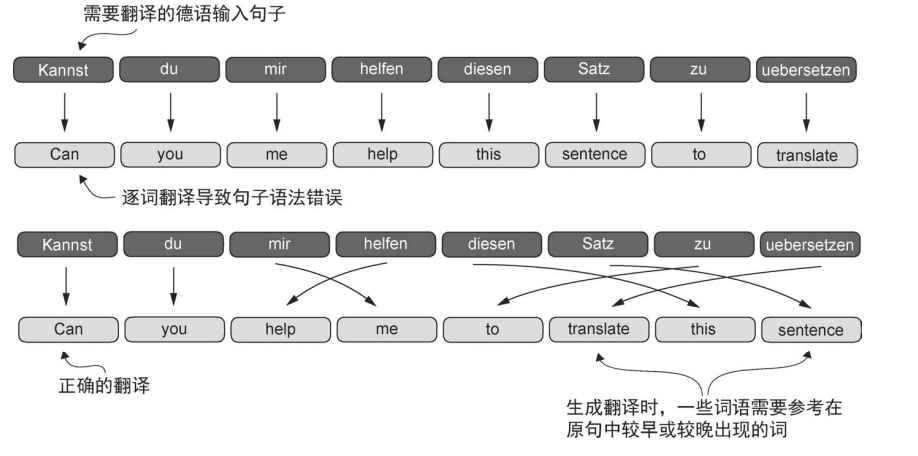 需要翻译的德语输入句子
Kannst du mir helfen diesen Satz zu uebersetzen
Can you me help this sentence to translate
逐词翻译导致句子语法错误
Kannst du mir helfen diesen Satz zu uebersetzen
Can you help me to translate this sentence
正确的翻译
生成翻译时，一些词语需要参考在
原句中较早或较晚出现的词